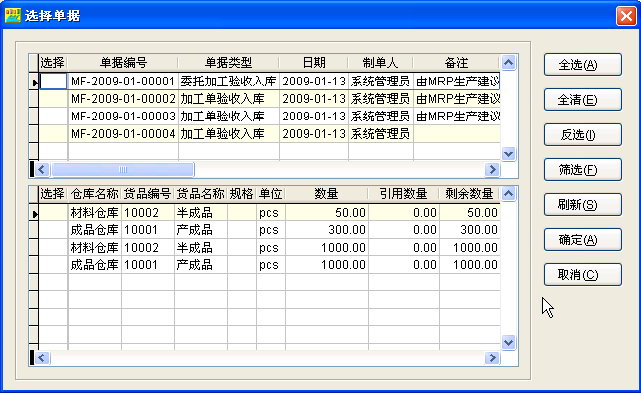 选择单据
选择 单据编号 单据类型 日期 制单人 备注
MF-2009-01-00001 委托加工验收入库 2009-01-13 系统管理员 由MRP生产建议
MF-2009-01-00002 加工单验收入库 2009-01-13 系统管理员 由MRP生产建议
MF-2009-01-00003 加工单验收入库 2009-01-13 系统管理员 由MRP生产建议
MF-2009-01-00004 加工单验收入库 2009-01-13 系统管理员
选择 仓库名称 货品编号 货品名称 规格 单位 数量 引用数量 剩余数量
材料仓库 10002 半成品 pcs 50.00 0.00 50.00
成品仓库 10001 产成品 pcs 300.00 0.00 300.00
材料仓库 10002 半成品 pcs 1000.00 0.00 1000.00
成品仓库 10001 产成品 pcs 1000.00 0.00 1000.00
全选(A)
全清(E)
反选(I)
筛选(F)
刷新(S)
确定(A)
取消(C)